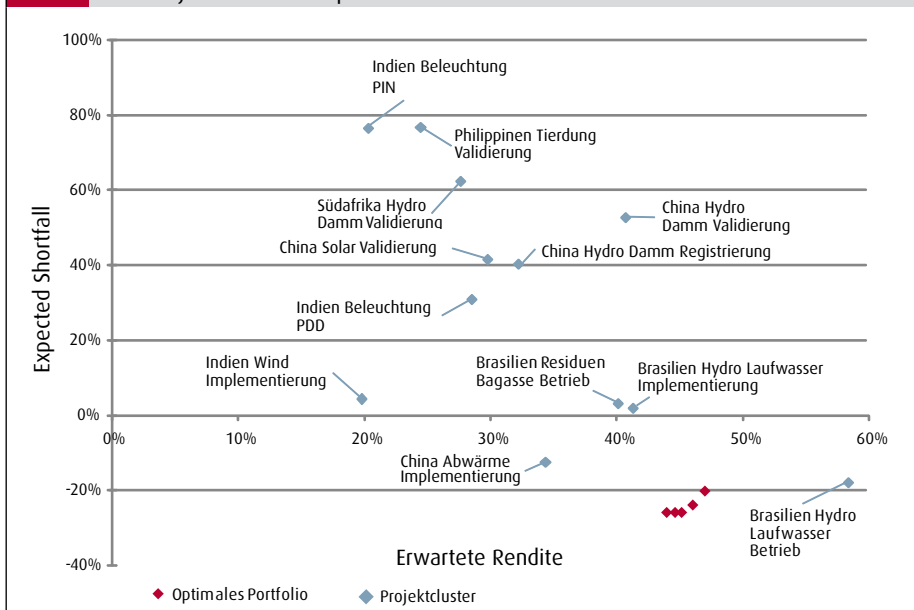 100%
80%
60%
40%
20%
0%
-20%
-40%
Expected Shortfall
Indien Beleuchtung
PIN
Philippinen Tierdung
Validierung
Südafrika Hydro
Damm Validierung
China Hydro
Damm Validierung
China Solar Validierung
China Hydro Damm Registrierung
Indien Beleuchtung
PDD
Indien Wind
Implementierung
Brasilien Residuen
Bagasse Betrieb
Brasilien Hydro Laufwasser
Implementierung
0%
10%
20%
30%
40%
50%
60%
China Abwärme
Implementierung
Brasilien Hydro
Laufwasser
Betrieb
Erwartete Rendite
Optimales Portfolio
Projektcluster